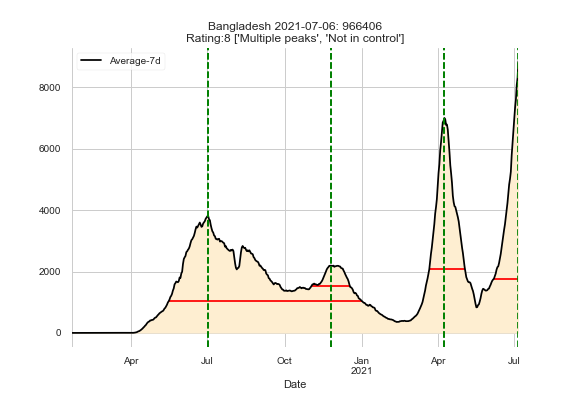 Bangladesh 2021-07-06: 966406
Rating:8 ['Multiple peaks', 'Not in control']
Average-7d
8000
6000
4000
2000
0
Apr Jul Oct Jan Apr Jul
2021
Date